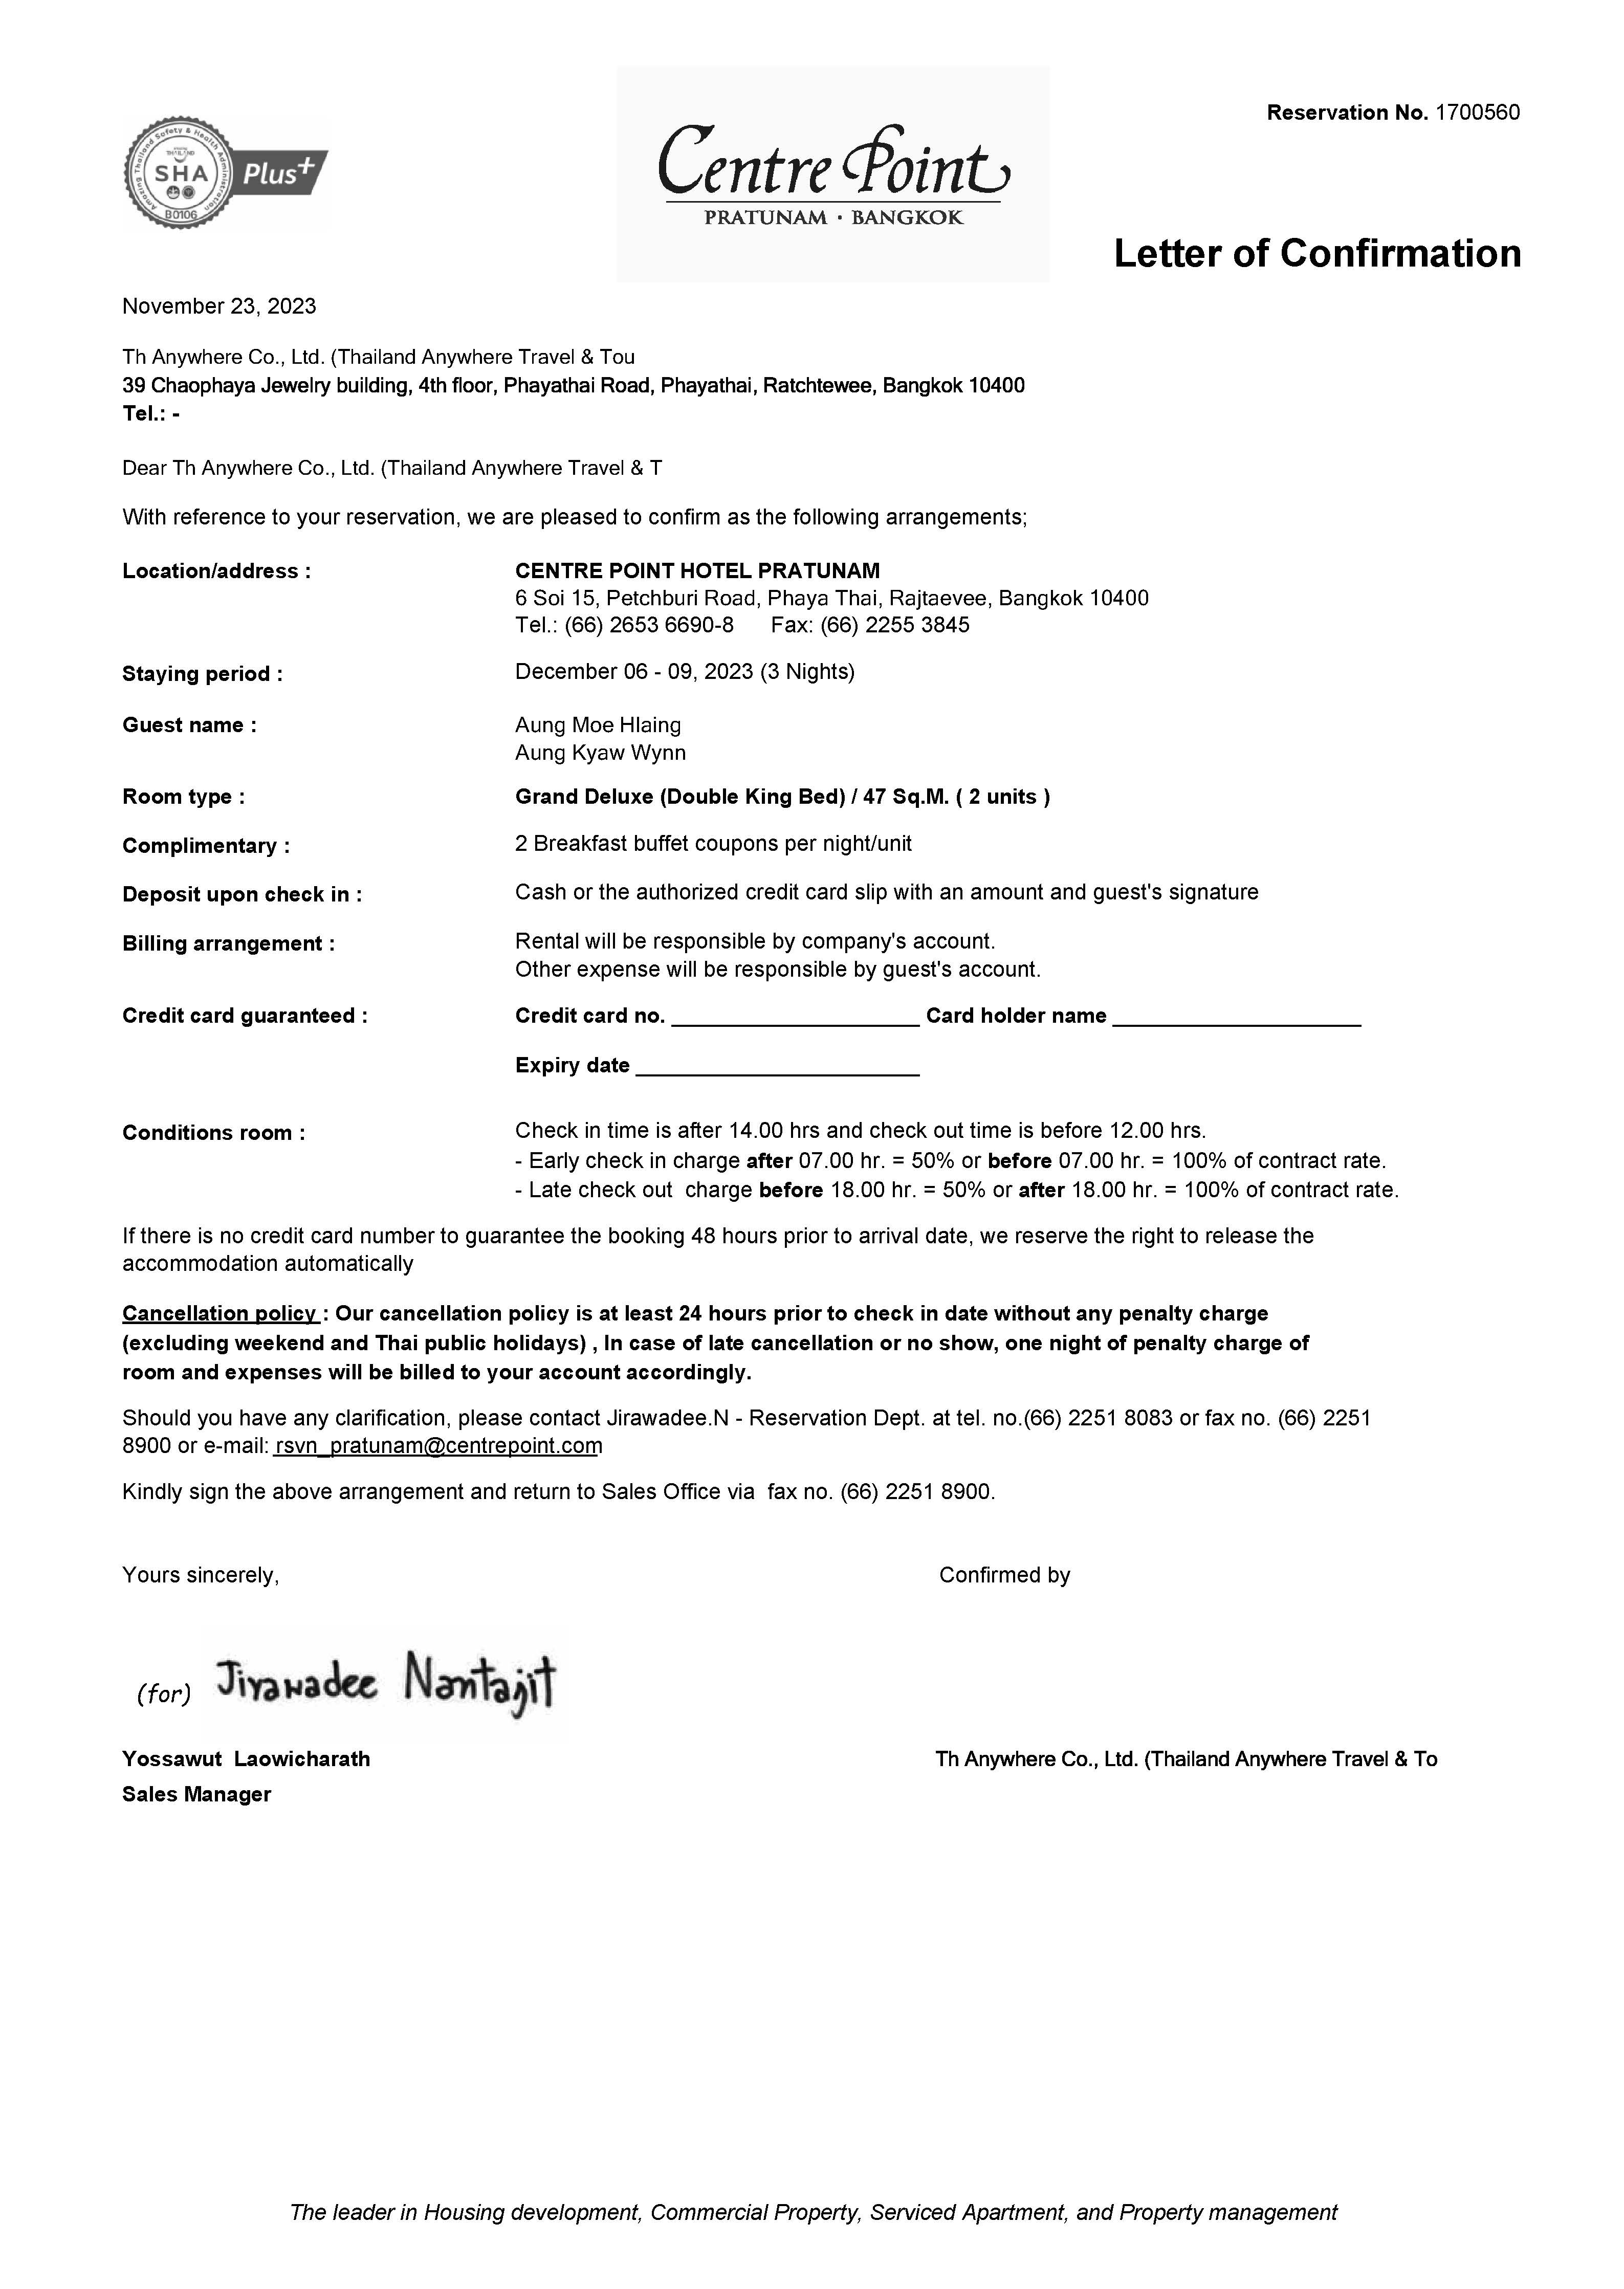 Reservation No. 1700560
Amazing Thailand Safety & Health Administration
THAILAND
SHA
Plus+
B0106
Centre Point
PRATUNAM · BANGKOK
Letter of Confirmation
November 23, 2023
Th Anywhere Co., Ltd. (Thailand Anywhere Travel & Tou
39 Chaophaya Jewelry building, 4th floor, Phayathai Road, Phayathai, Ratchtewee, Bangkok 10400
Tel.: -
Dear Th Anywhere Co., Ltd. (Thailand Anywhere Travel & T
With reference to your reservation, we are pleased to confirm as the following arrangements;
Location/address : CENTRE POINT HOTEL PRATUNAM
6 Soi 15, Petchburi Road, Phaya Thai, Rajtaevee, Bangkok 10400
Tel.: (66) 2653 6690-8 Fax: (66) 2255 3845
Staying period : December 06 - 09, 2023 (3 Nights)
Guest name : Aung Moe Hlaing
Aung Kyaw Wynn
Room type : Grand Deluxe (Double King Bed) / 47 Sq.M. ( 2 units )
Complimentary : 2 Breakfast buffet coupons per night/unit
Deposit upon check in : Cash or the authorized credit card slip with an amount and guest's signature
Billing arrangement : Rental will be responsible by company's account.
Other expense will be responsible by guest's account.
Credit card guaranteed : Credit card no. ____________________ Card holder name ____________________
Expiry date ____________________
Conditions room : Check in time is after 14.00 hrs and check out time is before 12.00 hrs.
- Early check in charge after 07.00 hr. = 50% or before 07.00 hr. = 100% of contract rate.
- Late check out charge before 18.00 hr. = 50% or after 18.00 hr. = 100% of contract rate.
If there is no credit card number to guarantee the booking 48 hours prior to arrival date, we reserve the right to release the
accommodation automatically
Cancellation policy : Our cancellation policy is at least 24 hours prior to check in date without any penalty charge
(excluding weekend and Thai public holidays) , In case of late cancellation or no show, one night of penalty charge of
room and expenses will be billed to your account accordingly.
Should you have any clarification, please contact Jirawadee.N - Reservation Dept. at tel. no.(66) 2251 8083 or fax no. (66) 2251
8900 or e-mail: rsvn_pratunam@centrepoint.com
Kindly sign the above arrangement and return to Sales Office via fax no. (66) 2251 8900.
Yours sincerely, Confirmed by
(for) Jirawadee Nantajit
Yossawut Laowicharath Th Anywhere Co., Ltd. (Thailand Anywhere Travel & To
Sales Manager
The leader in Housing development, Commercial Property, Serviced Apartment, and Property management